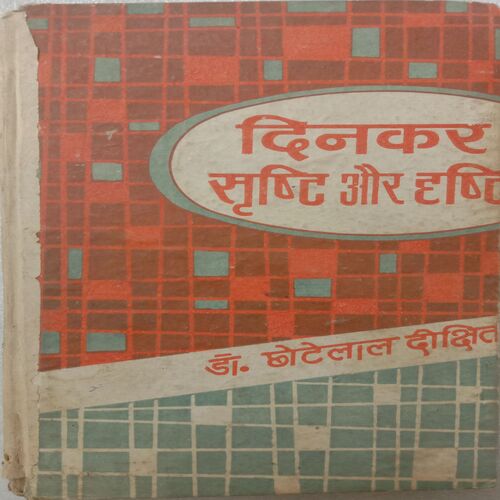 दिनकर
सृष्टि और दृष्टि
डॉ. छोटेलाल दीक्षित